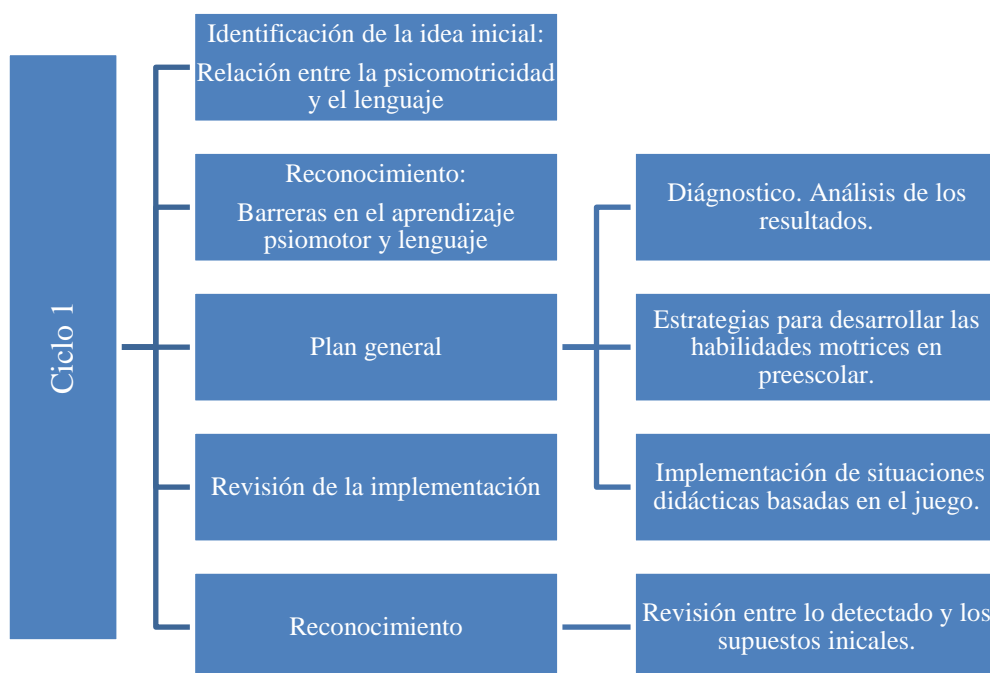 Ciclo 1
Identificación de la idea inicial:
Relación entre la psicomotricidad
y el lenguaje
Reconocimiento:
Barreras en el aprendizaje
psiomotor y lenguaje
Plan general
Diágnostico. Análisis de los
resultados.
Estrategias para desarrollar las
habilidades motrices en
preescolar.
Implementación de situaciones
didácticas basadas en el juego.
Revisión de la implementación
Reconocimiento
Revisión entre lo detectado y los
supuestos inicales.